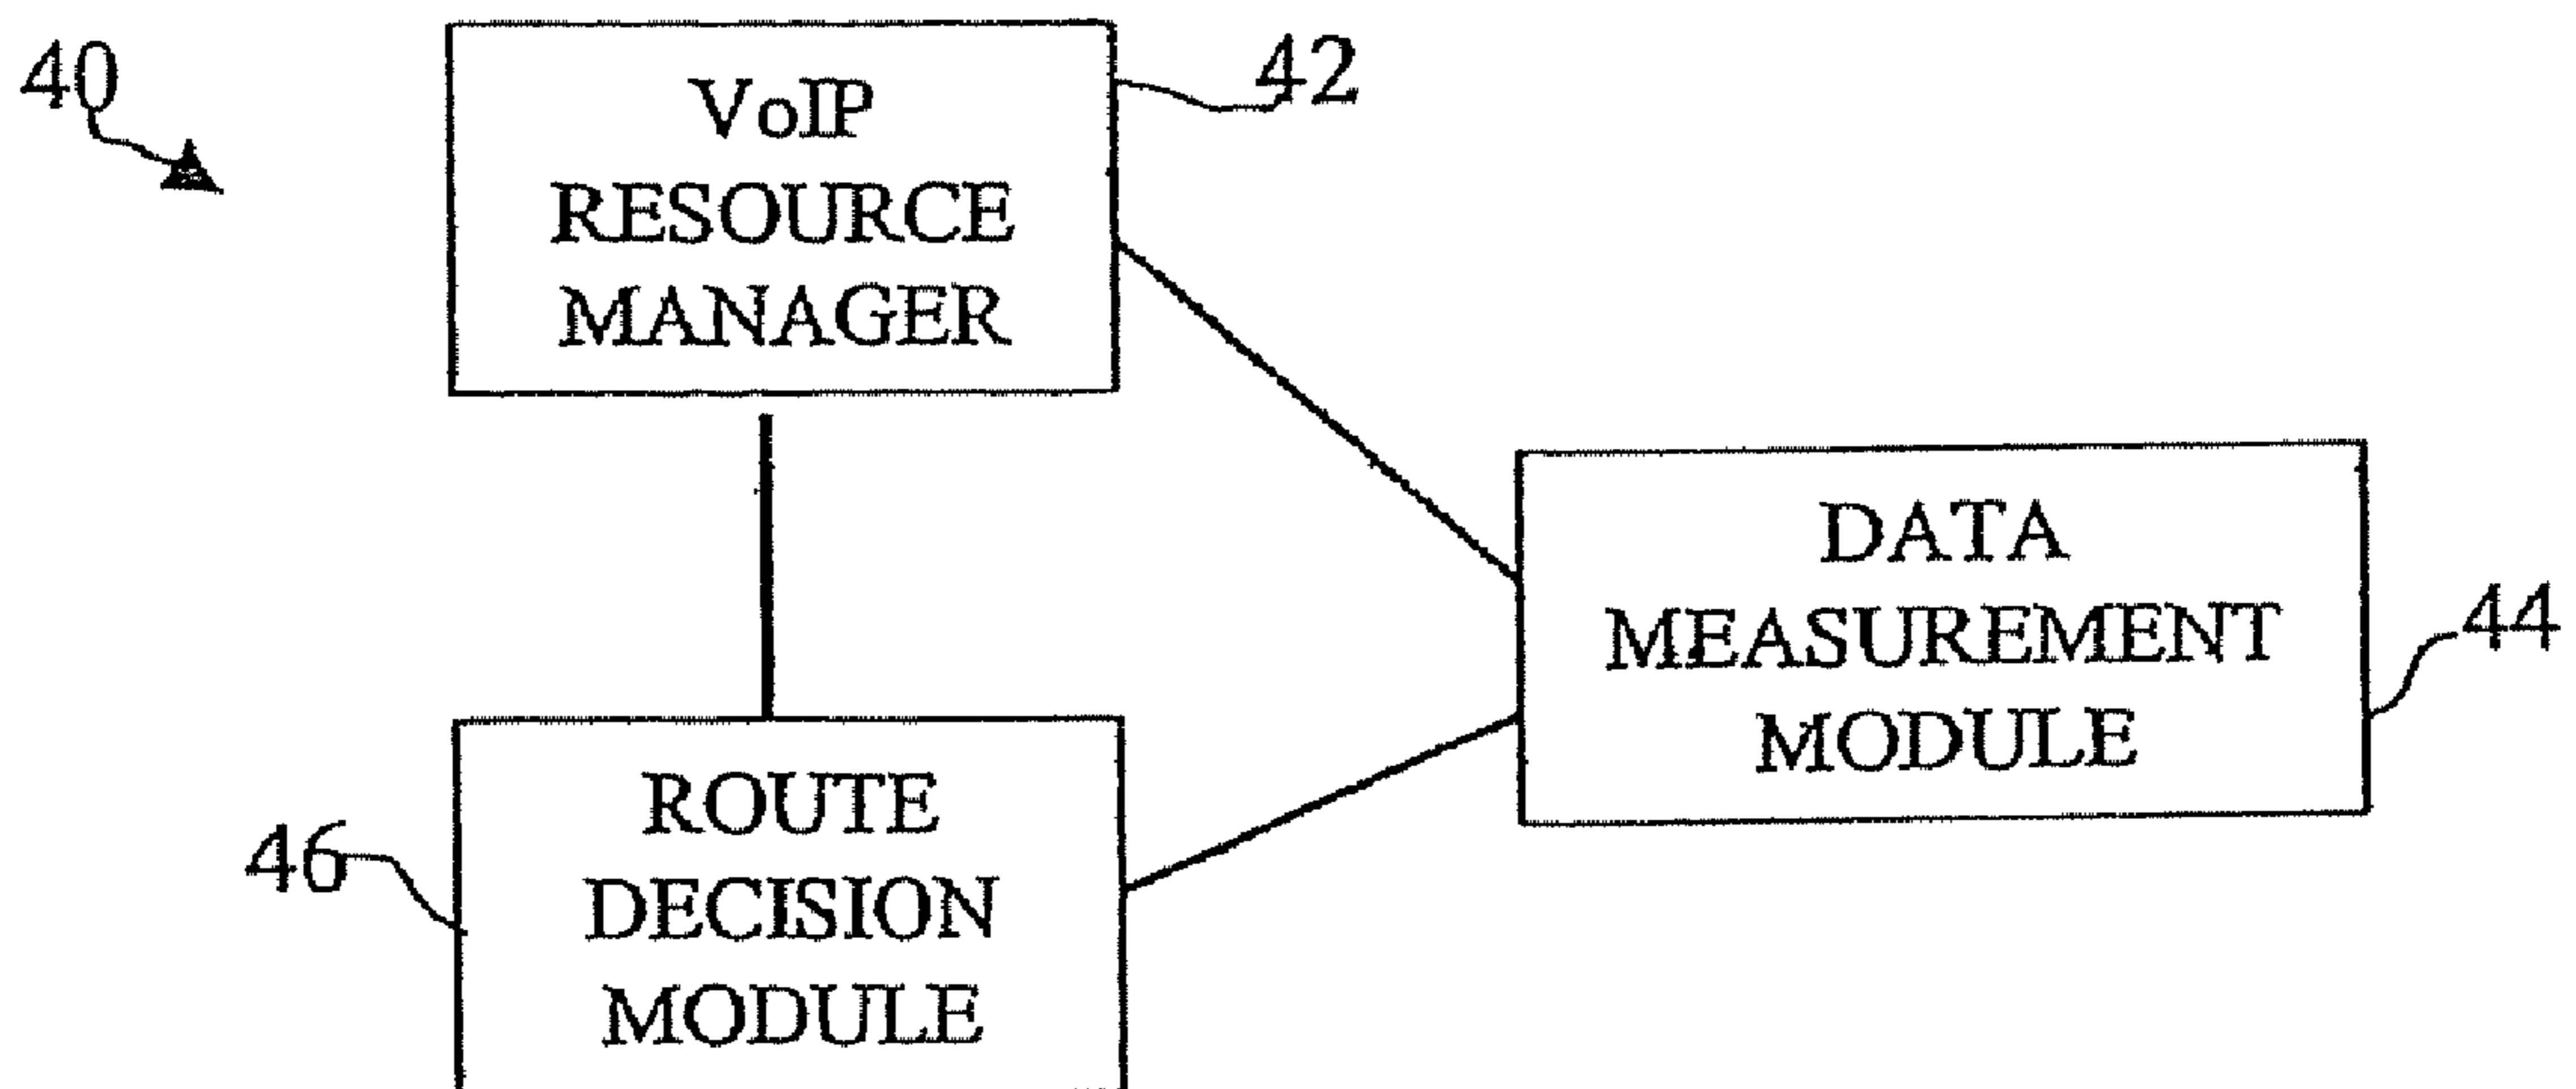 40
VoIP
RESOURCE
MANAGER
42
DATA
MEASUREMENT
MODULE
44
ROUTE
DECISION
MODULE
46